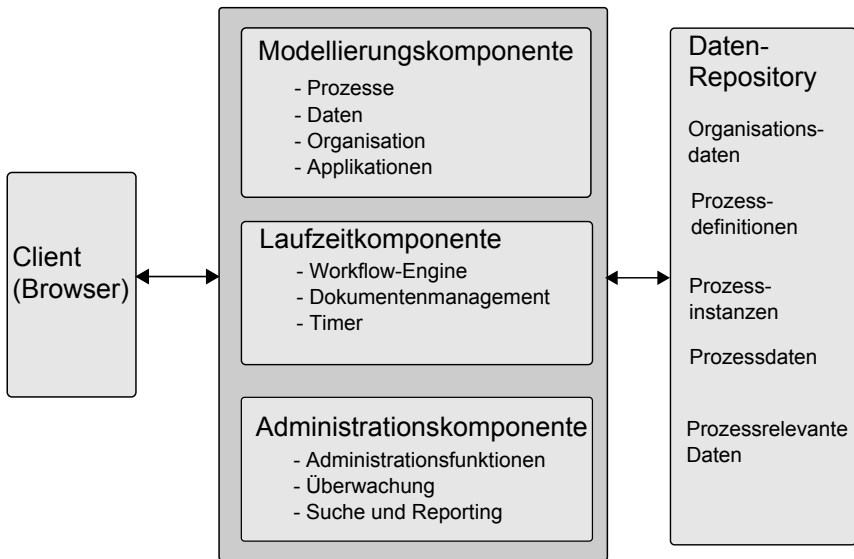 Client
(Browser)
Modellierungskomponente
- Prozesse
- Daten
- Organisation
- Applikationen
Laufzeitkomponente
- Workflow-Engine
- Dokumentenmanagement
- Timer
Administrationskomponente
- Administrationsfunktionen
- Überwachung
- Suche und Reporting
Daten-
Repository
Organisations-
daten
Prozess-
definitionen
Prozess-
instanzen
Prozessdaten
Prozessrelevante
Daten